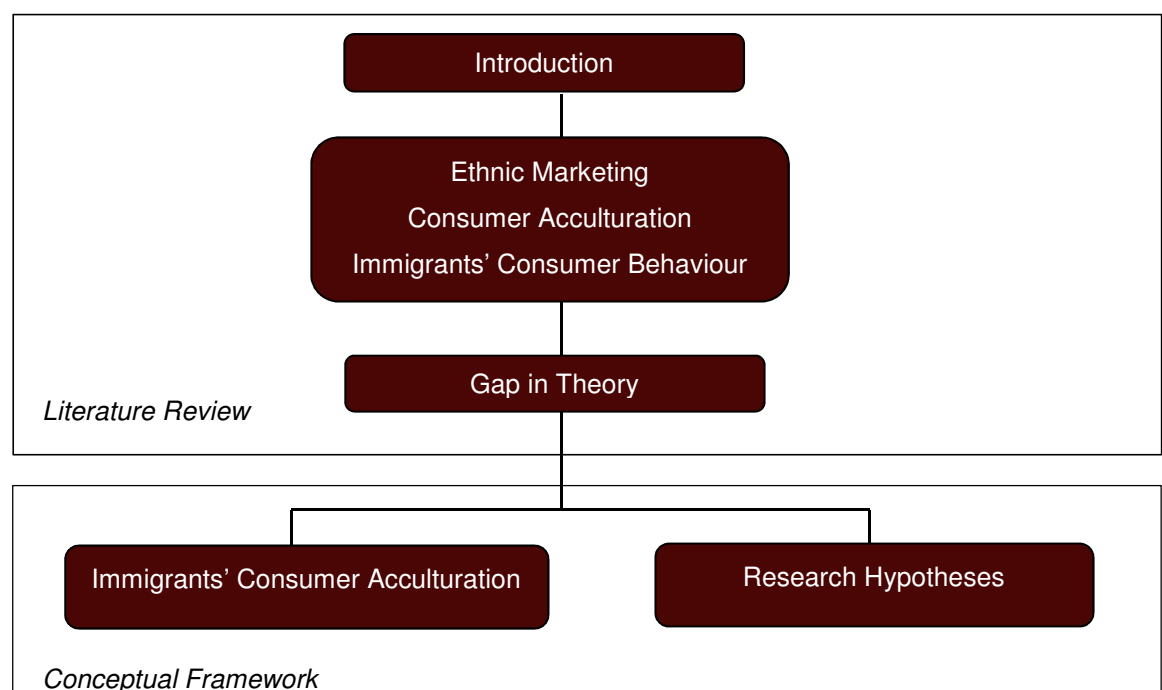 Introduction
Ethnic Marketing
Consumer Acculturation
Immigrants’ Consumer Behaviour
Gap in Theory
Literature Review
Immigrants’ Consumer Acculturation
Research Hypotheses
Conceptual Framework